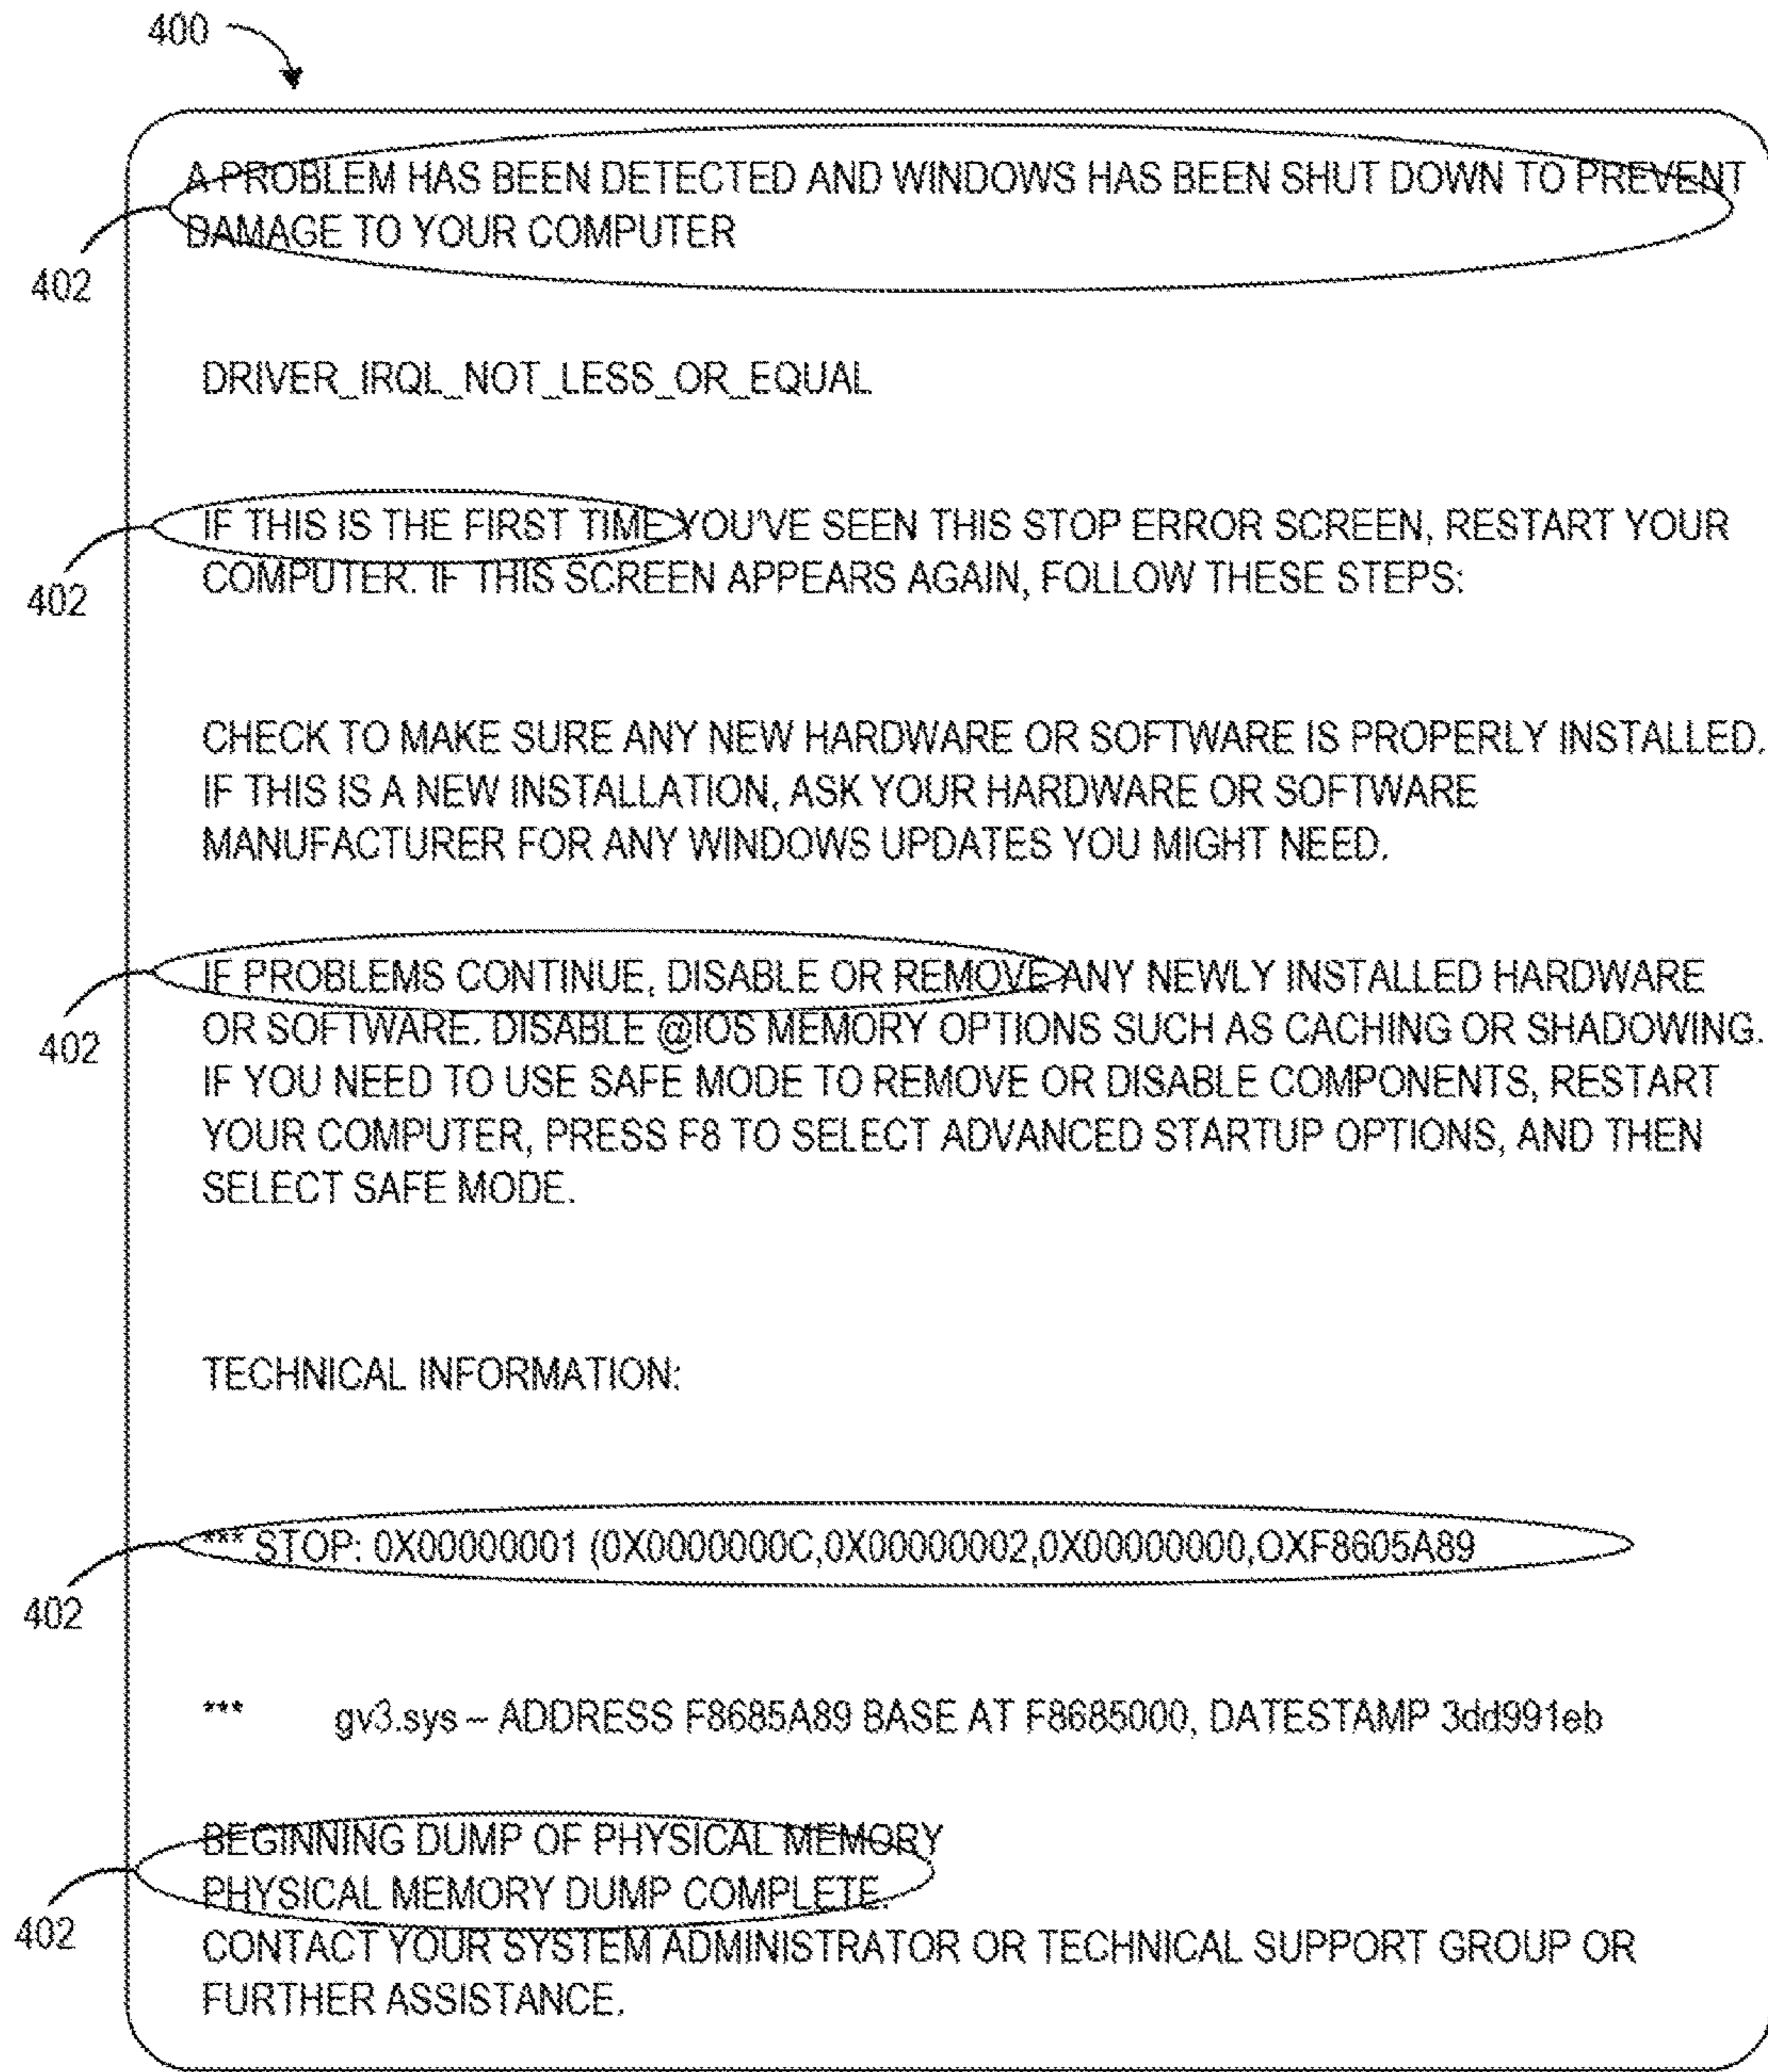 400
A PROBLEM HAS BEEN DETECTED AND WINDOWS HAS BEEN SHUT DOWN TO PREVENT
DAMAGE TO YOUR COMPUTER
402
DRIVER_IRQL_NOT_LESS_OR_EQUAL
IF THIS IS THE FIRST TIME YOU'VE SEEN THIS STOP ERROR SCREEN, RESTART YOUR
COMPUTER. IF THIS SCREEN APPEARS AGAIN, FOLLOW THESE STEPS:
402
CHECK TO MAKE SURE ANY NEW HARDWARE OR SOFTWARE IS PROPERLY INSTALLED.
IF THIS IS A NEW INSTALLATION, ASK YOUR HARDWARE OR SOFTWARE
MANUFACTURER FOR ANY WINDOWS UPDATES YOU MIGHT NEED.
IF PROBLEMS CONTINUE, DISABLE OR REMOVE ANY NEWLY INSTALLED HARDWARE
OR SOFTWARE. DISABLE @IOS MEMORY OPTIONS SUCH AS CACHING OR SHADOWING.
402
IF YOU NEED TO USE SAFE MODE TO REMOVE OR DISABLE COMPONENTS, RESTART
YOUR COMPUTER, PRESS F8 TO SELECT ADVANCED STARTUP OPTIONS, AND THEN
SELECT SAFE MODE.
TECHNICAL INFORMATION:
*** STOP: 0X00000001 (0X0000000C,0X00000002,0X00000000,OXF8605A89
402
*** gv3.sys – ADDRESS F8685A89 BASE AT F8685000, DATESTAMP 3dd991eb
BEGINNING DUMP OF PHYSICAL MEMORY
PHYSICAL MEMORY DUMP COMPLETE.
402
CONTACT YOUR SYSTEM ADMINISTRATOR OR TECHNICAL SUPPORT GROUP OR
FURTHER ASSISTANCE.